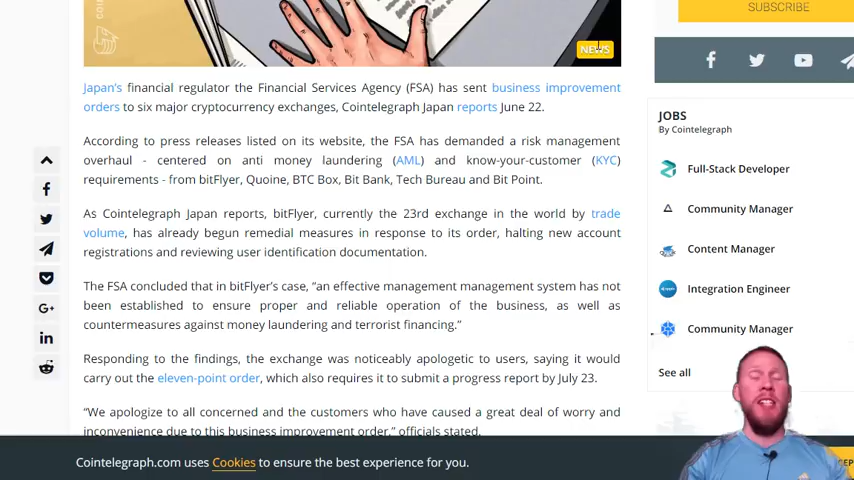 SUBSCRIBE
NEWS
Japan's financial regulator the Financial Services Agency (FSA) has sent business improvement
orders to six major cryptocurrency exchanges, Cointelegraph Japan reports June 22.
According to press releases listed on its website, the FSA has demanded a risk management
overhaul - centered on anti money laundering (AML) and know-your-customer (KYC)
requirements - from bitFlyer, Quoine, BTC Box, Bit Bank, Tech Bureau and Bit Point.
As Cointelegraph Japan reports, bitFlyer, currently the 23rd exchange in the world by trade
volume, has already begun remedial measures in response to its order, halting new account
registrations and reviewing user identification documentation.
The FSA concluded that in bitFlyer's case, “an effective management management system has not
been established to ensure proper and reliable operation of the business, as well as
countermeasures against money laundering and terrorist financing.”
Responding to the findings, the exchange was noticeably apologetic to users, saying it would
carry out the eleven-point order, which also requires it to submit a progress report by July 23.
“We apologize to all concerned and the customers who have caused a great deal of worry and
inconvenience due to this business improvement order,” officials stated.
JOBS
By Cointelegraph
Full-Stack Developer
Community Manager
Content Manager
Integration Engineer
Community Manager
See all
Cointelegraph.com uses Cookies to ensure the best experience for you.